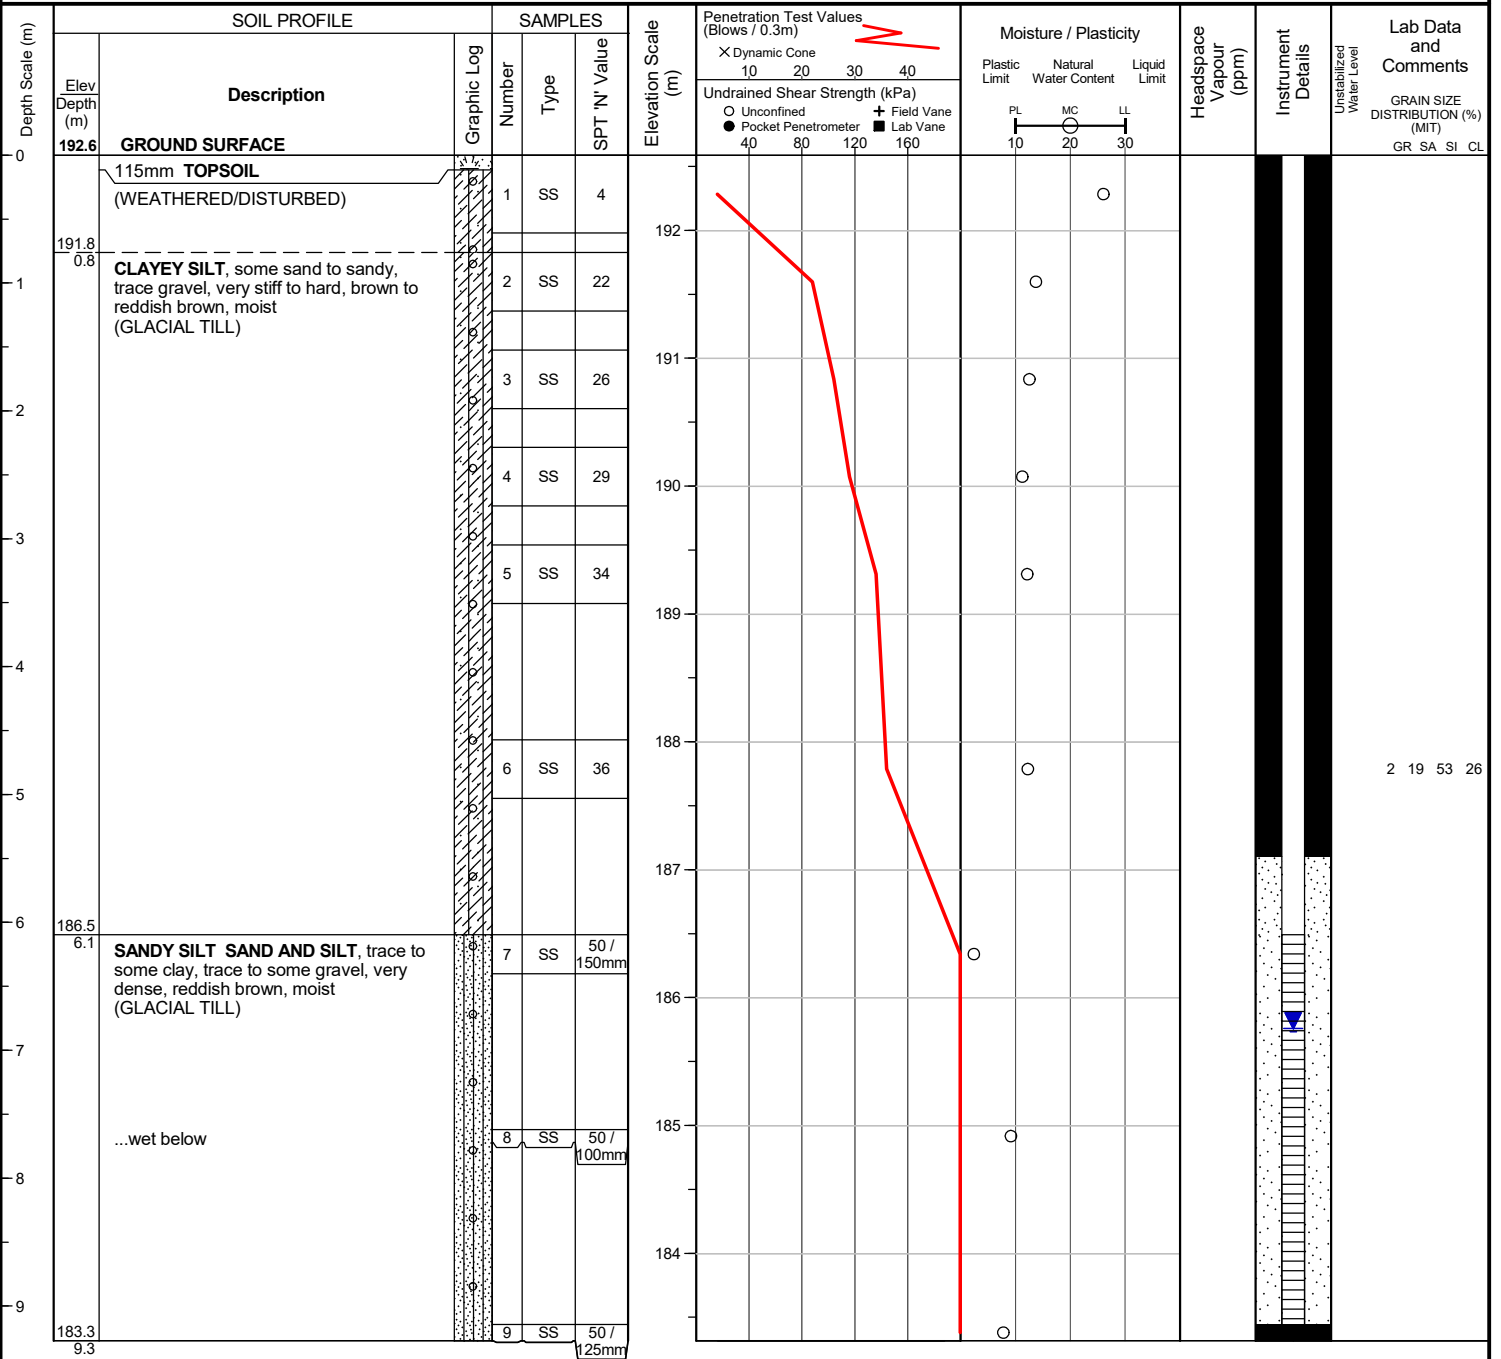 SOIL PROFILE
SAMPLES
Depth Scale (m)
Elev
Depth
(m)
Description
Graphic Log
Number
Type
SPT 'N' Value
Elevation Scale
(m)
Penetration Test Values
(Blows / 0.3m)
× Dynamic Cone
10 20 30 40
Undrained Shear Strength (kPa)
Unconfined
+ Field Vane
Pocket Penetrometer
Lab Vane
40 80 120 160
Moisture / Plasticity
Plastic
Limit
Natural
Water Content
Liquid
Limit
PL MC LL
10 20 30
Headspace
Vapour
(ppm)
Instrument
Details
Unstabilized
Water Level
Lab Data
and
Comments
GRAIN SIZE
DISTRIBUTION (%)
(MIT)
GR SA SI CL
192.6 GROUND SURFACE
0
115mm TOPSOIL
(WEATHERED/DISTURBED)
1 SS 4
192
191.8
0.8
CLAYEY SILT, some sand to sandy,
trace gravel, very stiff to hard, brown to
reddish brown, moist
(GLACIAL TILL)
1
2 SS 22
191
3 SS 26
2
4 SS 29
190
3
5 SS 34
189
4
188
6 SS 36
2 19 53 26
5
187
6
186.5
6.1
SANDY SILT SAND AND SILT, trace to
some clay, trace to some gravel, very
dense, reddish brown, moist
(GLACIAL TILL)
7 SS 50 /
150mm
186
7
185
...wet below
8 SS 50 /
100mm
8
184
9
183.3
9.3
9 SS 50 /
125mm